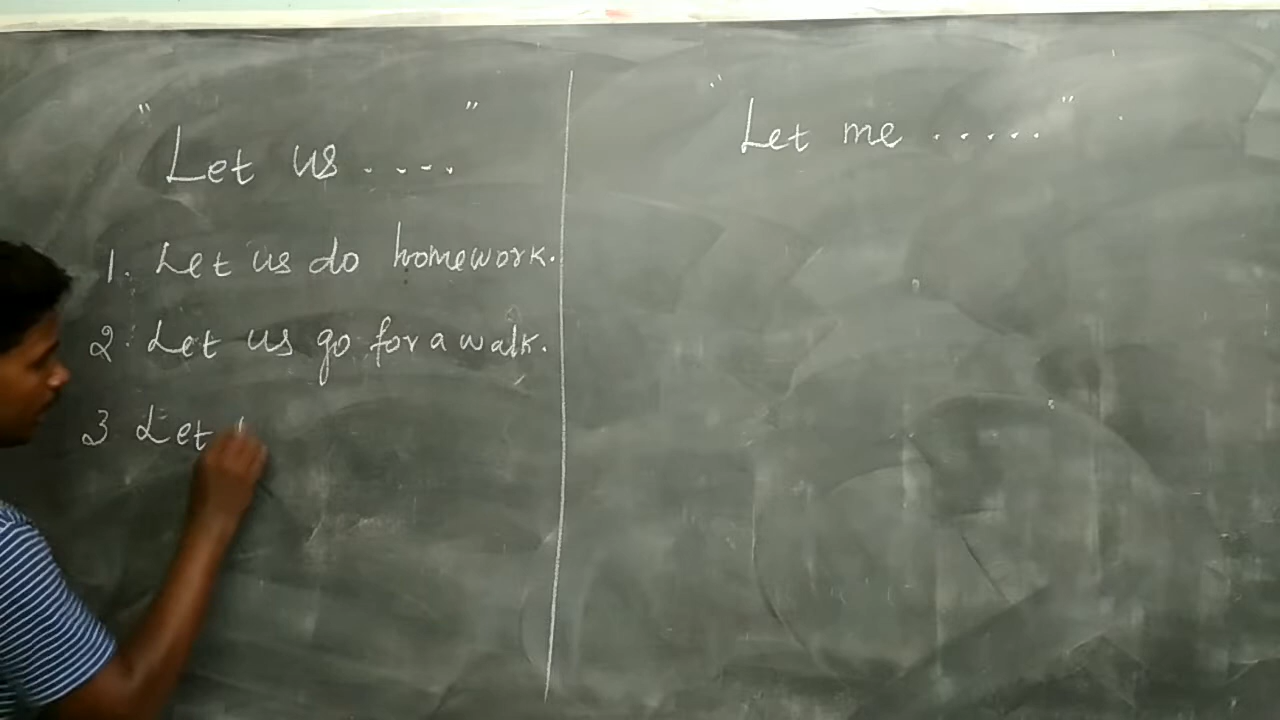 "Let us ...."
1. Let us do homework.
2. Let us go for a walk.
3 Let
"Let me ....."